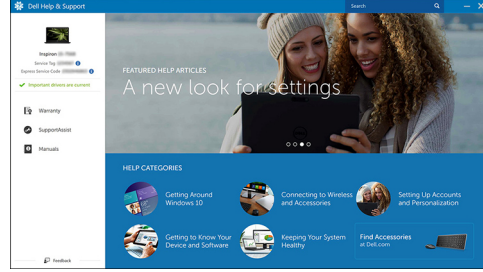 Dell Help & Support
Search
Inspiron
Service Tag
Express Service Code
Important drivers are current
Warranty
SupportAssist
Manuals
Feedback
FEATURED HELP ARTICLES
A new look for settings
HELP CATEGORIES
Getting Around
Windows 10
Connecting to Wireless
and Accessories
Setting Up Accounts
and Personalization
Getting to Know Your
Device and Software
Keeping Your System
Healthy
Find Accessories
at Dell.com